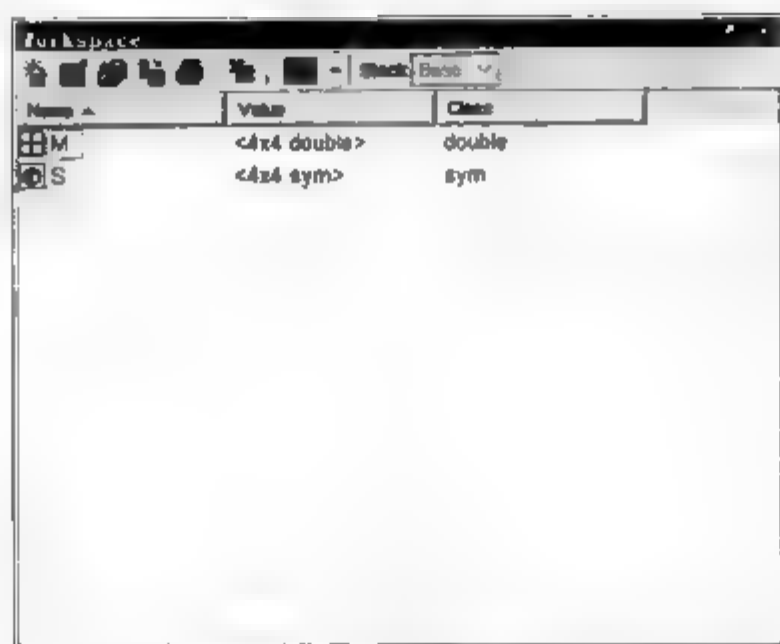 Workspace
Stack: Base
Name Value Class
M <4x4 double> double
S <4x4 sym> sym